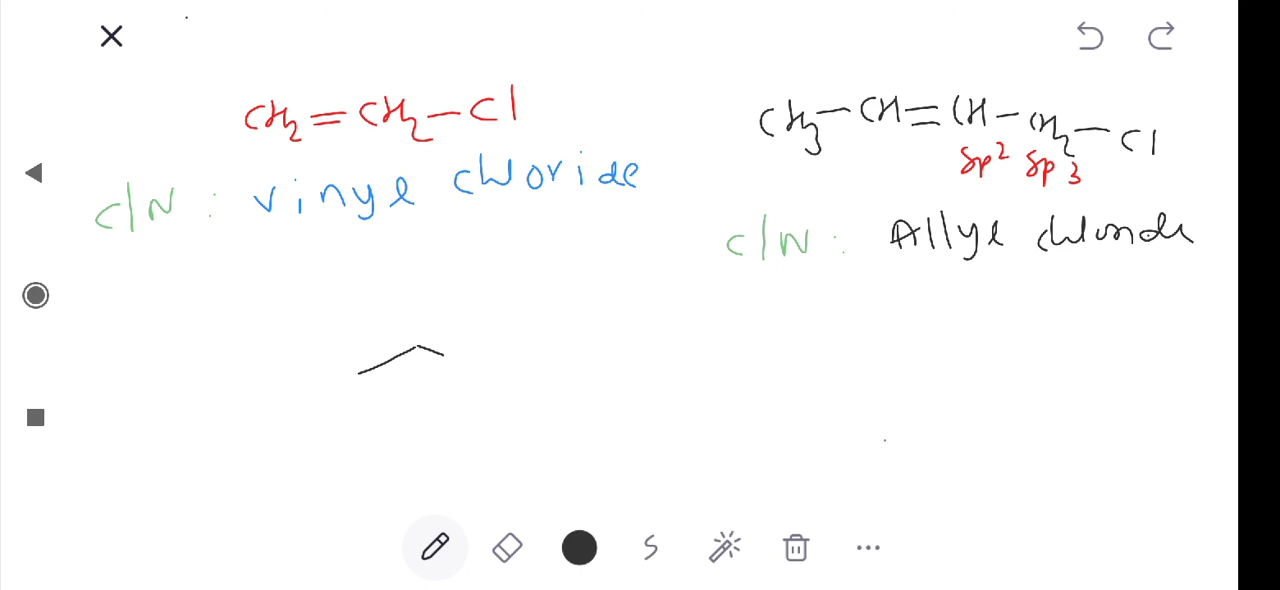 CH₂=CH₂-Cl
C/N : vinyl chloride
CH₃-CH=CH-CH₂-Cl
sp² sp3
C/N : Allyl chloride
S